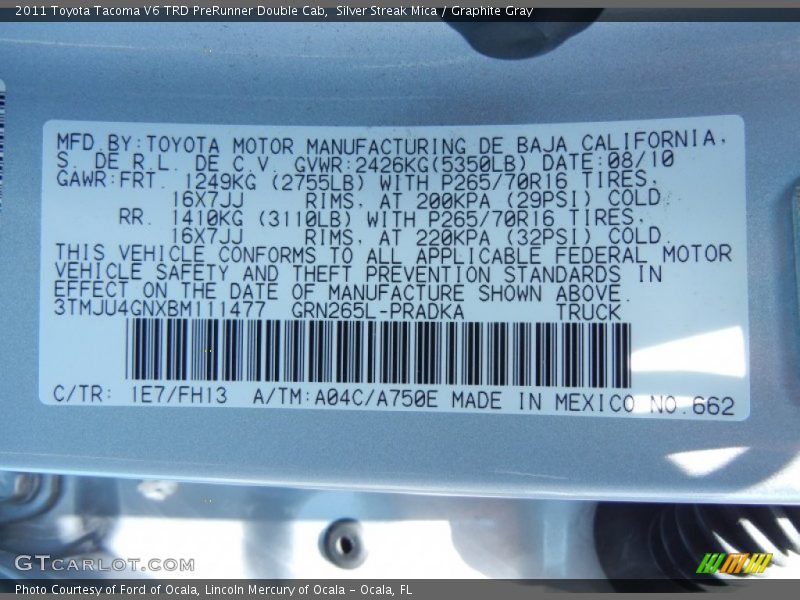 2011 Toyota Tacoma V6 TRD PreRunner Double Cab,  Silver Streak Mica / Graphite Gray
MFD.BY:TOYOTA MOTOR MANUFACTURING DE BAJA CALIFORNIA,
S. DE R.L. DE C.V. GVWR:2426KG(5350LB) DATE:08/10
GAWR:FRT. 1249KG (2755LB) WITH P265/70R16 TIRES,
16X7JJ RIMS, AT 200KPA (29PSI) COLD
RR. 1410KG (3110LB) WITH P265/70R16 TIRES,
16X7JJ RIMS, AT 220KPA (32PSI) COLD
THIS VEHICLE CONFORMS TO ALL APPLICABLE FEDERAL MOTOR
VEHICLE SAFETY AND THEFT PREVENTION STANDARDS IN
EFFECT ON THE DATE OF MANUFACTURE SHOWN ABOVE.
3TMJU4GNXBM111477 GRN265L-PRADKA TRUCK
C/TR: 1E7/FH13 A/TM:A04C/A750E MADE IN MEXICO NO.662
GTCARLOT.COM
Photo Courtesy of Ford of Ocala, Lincoln Mercury of Ocala - Ocala, FL